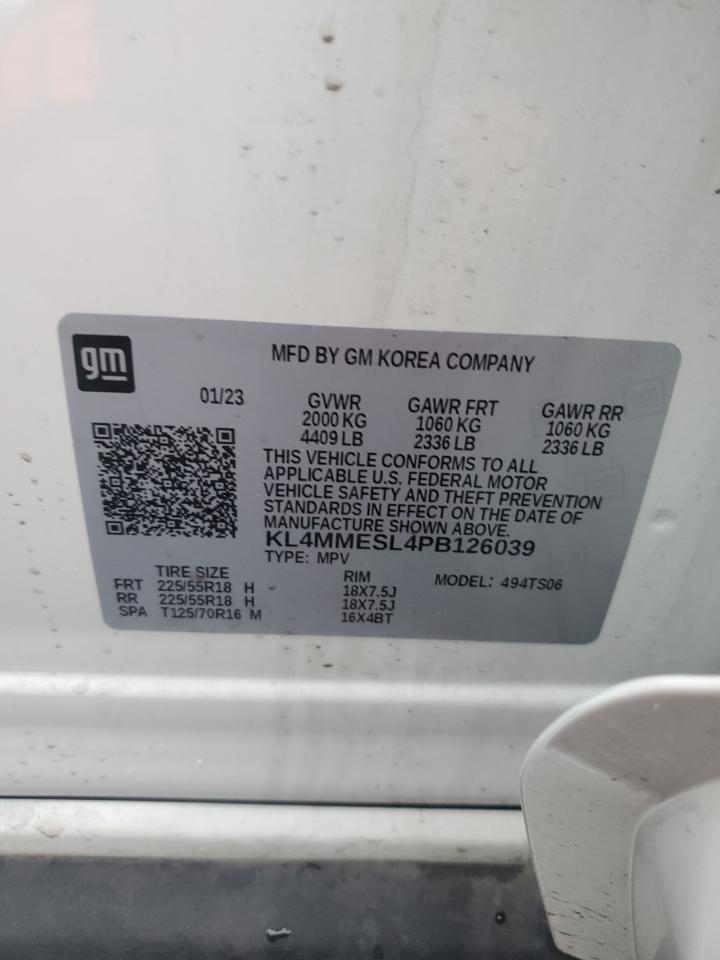 gm
MFD BY GM KOREA COMPANY
01/23
GVWR GAWR FRT GAWR RR
2000 KG 1060 KG 1060 KG
4409 LB 2336 LB 2336 LB
THIS VEHICLE CONFORMS TO ALL
APPLICABLE U.S. FEDERAL MOTOR
VEHICLE SAFETY AND THEFT PREVENTION
STANDARDS IN EFFECT ON THE DATE OF
MANUFACTURE SHOWN ABOVE.
KL4MMESL4PB126039
TYPE: MPV
TIRE SIZE RIM MODEL: 494TS06
FRT 225/55R18 H 18X7.5J
RR 225/55R18 H 18X7.5J
SPA T125/70R16 M 16X4BT